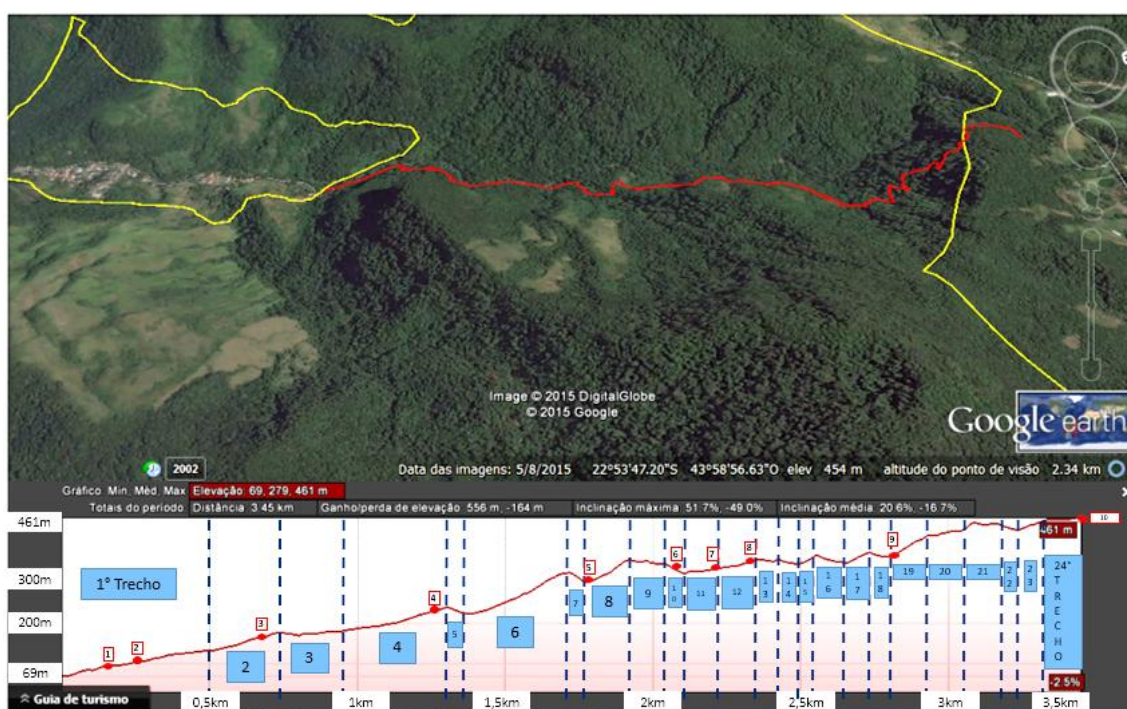 Image © 2015 DigitalGlobe
© 2015 Google
Google earth
2002
Data das imagens: 5/8/2015 22°53'47.20"S 43°58'56.63"O elev 454 m altitude do ponto de visão 2.34 km
Gráfico. Mín, Méd, Máx Elevação: 69, 279, 461 m
Totais do período: Distância: 3.45 km Ganho/perda de elevação: 556 m, -164 m Inclinação máxima: 51.7%, -49.0% Inclinação média: 20.6%, -16.7%
461m
10
461 m
9
8
7
6
5
4
3
2
1
300m
200m
69m
1º Trecho
2
3
4
5
6
7
8
9
10
11
12
13
14
15
16
17
18
19
20
21
22
23
24º TRECHO
-2.5%
Guia de turismo
0,5km
1km
1,5km
2km
2,5km
3km
3,5km